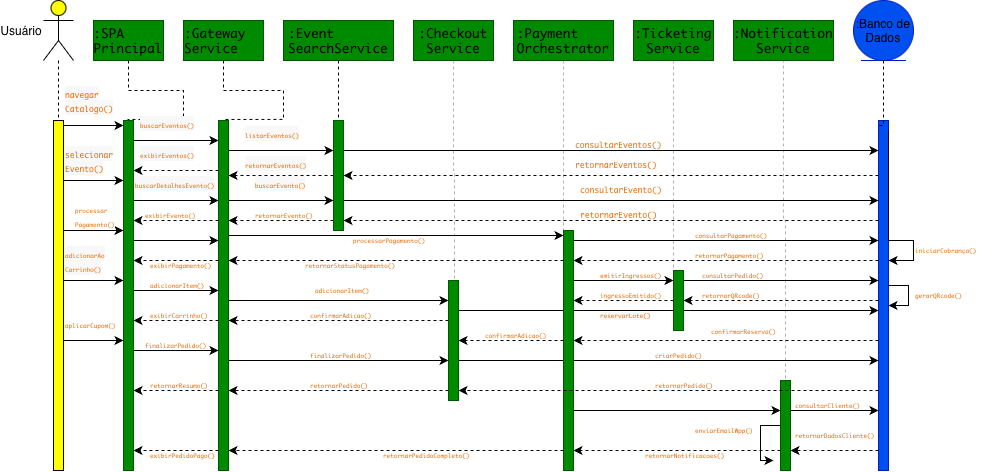 Usuário
:SPA
Principal
:Gateway
Service
:Event
SearchService
:Checkout
Service
:Payment
Orchestrator
:Ticketing
Service
:Notification
Service
:Banco de
Dados
navegar
Catalogo()
buscarEventos()
listarEventos()
consultarEventos()
selecionar
Evento()
exibirEventos()
retornarEventos()
retornarEventos()
buscarDetalhesEvento()
buscarEvento()
consultarEvento()
processar
Pagamento()
exibirEvento()
retornarEvento()
retornarEvento()
processarPagamento()
consultarPagamento()
iniciarCobrança()
adicionarAo
Carrinho()
exibirPagamento()
retornarStatusPagamento()
retornarPagamento()
emitirIngressos()
consultarPedido()
adicionarItem()
adicionarItem()
ingressoEmitido()
retornarQRcode()
gerarQRcode()
aplicarCupom()
exibirCarrinho()
confirmarAdicao()
reservarLote()
confirmarAdicao()
confirmarReserva()
finalizarPedido()
finalizarPedido()
criarPedido()
retornarResumo()
retornarPedido()
retornarPedido()
consultarCliente()
enviarEmailWpp()
retornarDadosCliente()
exibirPedidoPago()
retornarPedidoCompleto()
retornarNotificacoes()